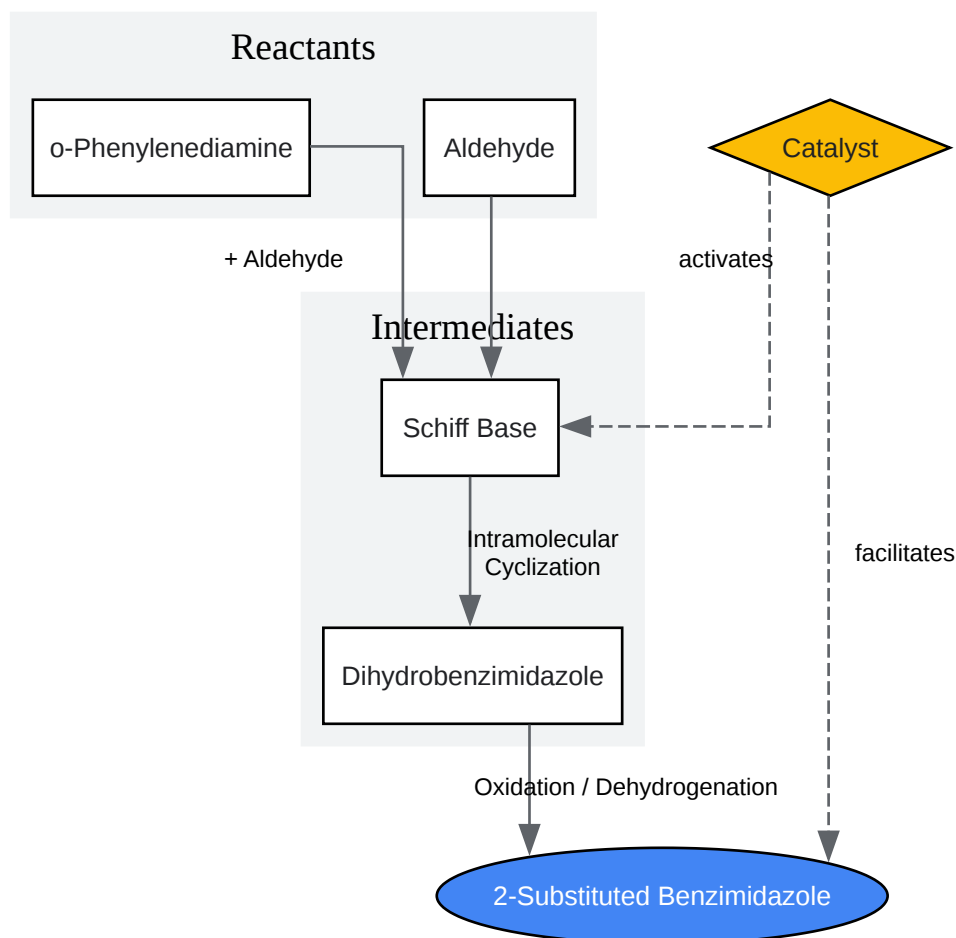 Reactants
o-Phenylenediamine
Aldehyde
Catalyst
+ Aldehyde
activates
Intermediates
Schiff Base
Intramolecular
Cyclization
facilitates
Dihydrobenzimidazole
Oxidation / Dehydrogenation
2-Substituted Benzimidazole